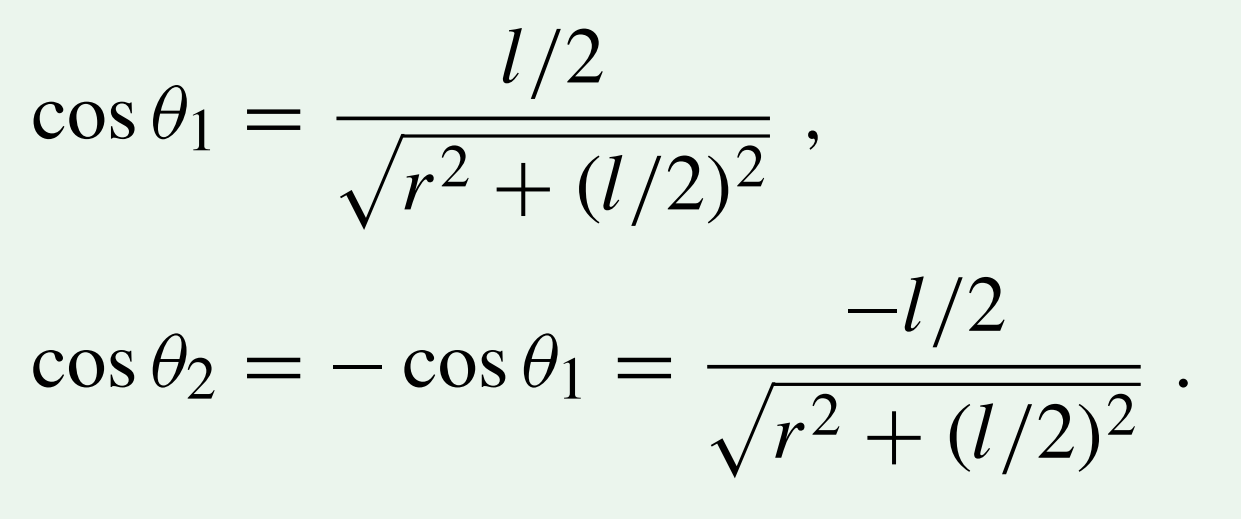 cos θ₁ = (l/2) / √(r² + (l/2)²) ,
cos θ₂ = − cos θ₁ = (−l/2) / √(r² + (l/2)²) .